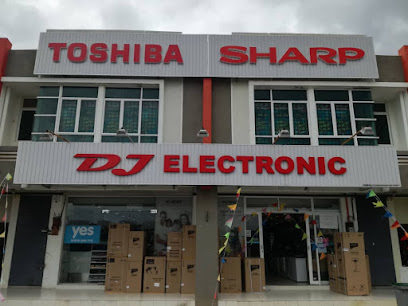 TOSHIBA SHARP
DJ ELECTRONIC
yes